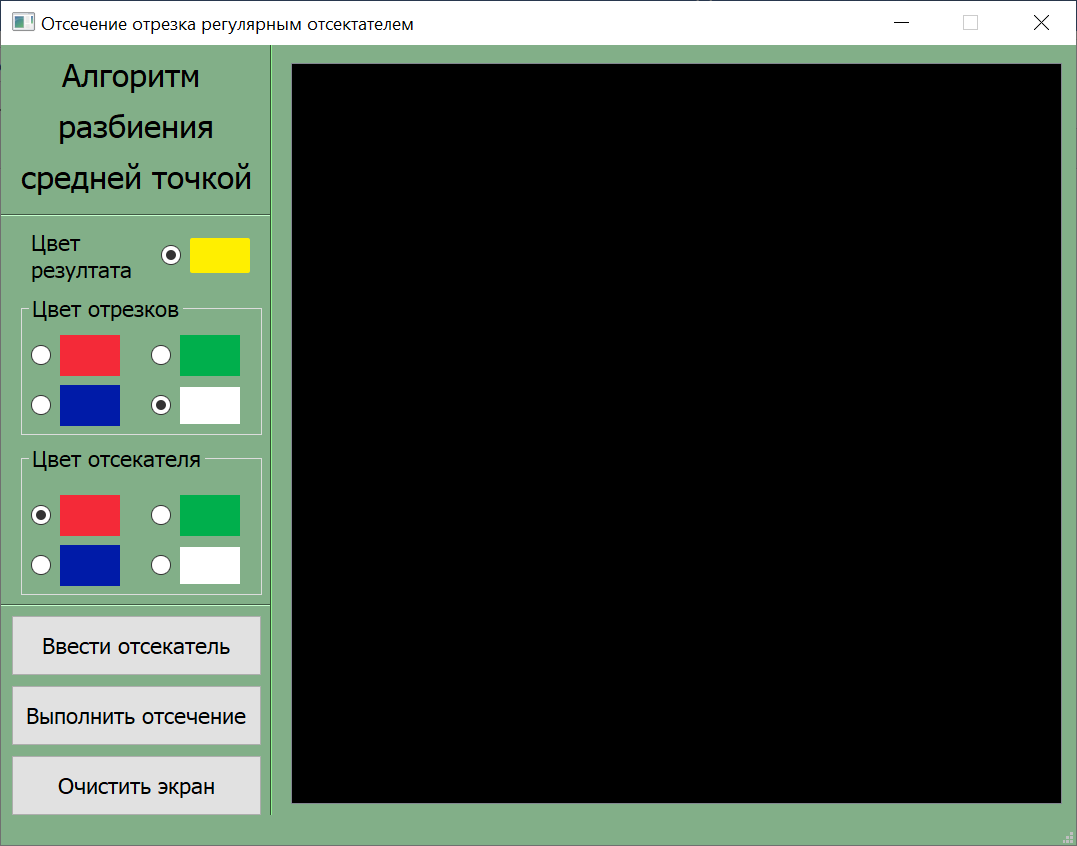 Отсечение отрезка регулярным отсектателем
Алгоритм
разбиения
средней точкой
Цвет
резултата
Цвет отрезков
Цвет отсекателя
Ввести отсекатель
Выполнить отсечение
Очистить экран